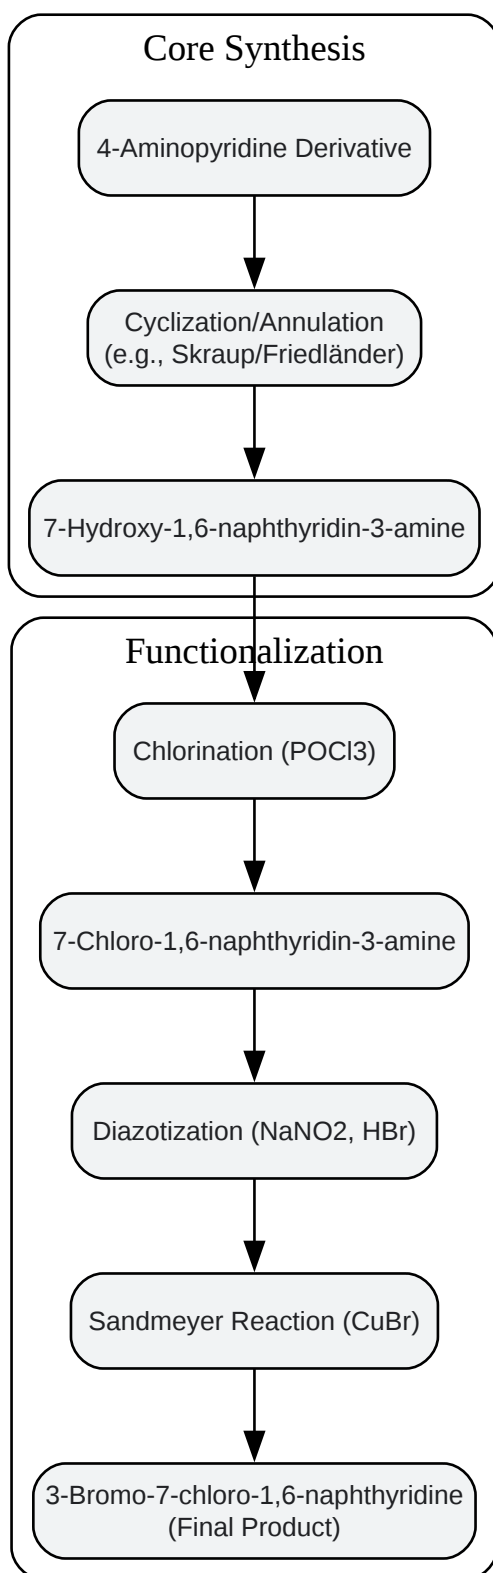 Core Synthesis
4-Aminopyridine Derivative
Cyclization/Annulation
(e.g., Skraup/Friedländer)
7-Hydroxy-1,6-naphthyridin-3-amine
Functionalization
Chlorination (POCl3)
7-Chloro-1,6-naphthyridin-3-amine
Diazotization (NaNO2, HBr)
Sandmeyer Reaction (CuBr)
3-Bromo-7-chloro-1,6-naphthyridine
(Final Product)